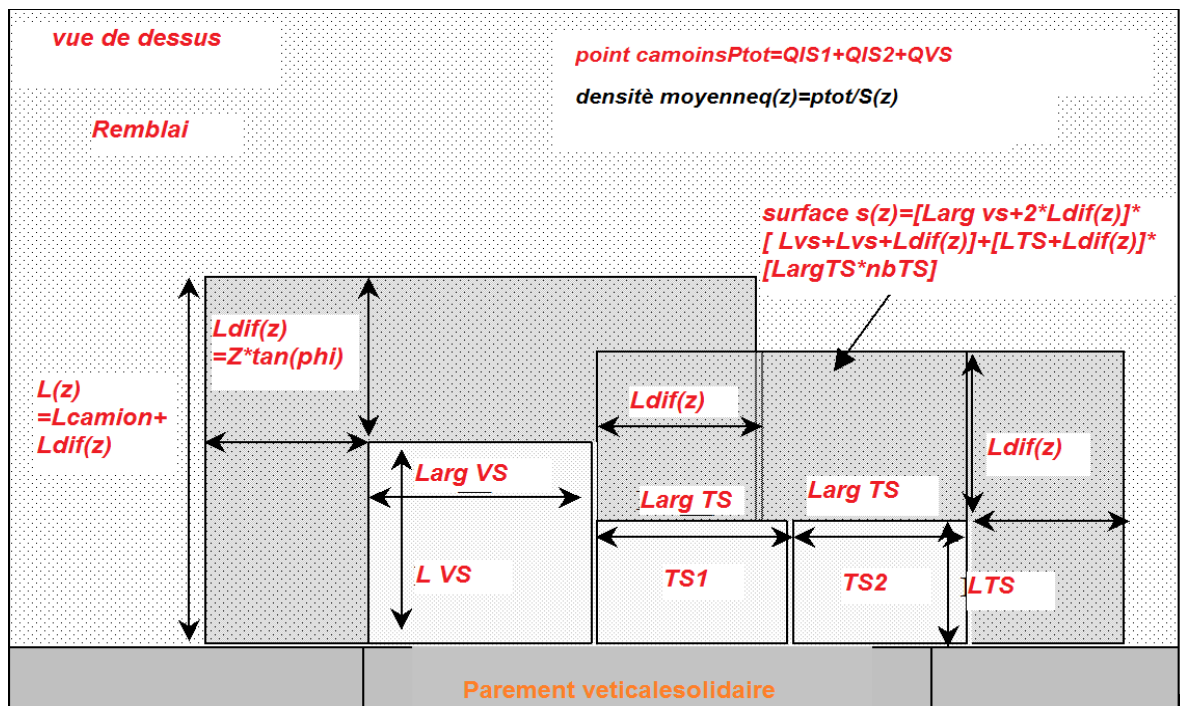 vue de dessus
point camoinsPtot=QIS1+QIS2+QVS
densitè moyenneq(z)=ptot/S(z)
Remblai
surface s(z)=[Larg vs+2*Ldif(z)]*
[ Lvs+Lvs+Ldif(z)]+[LTS+Ldif(z)]*
[LargTS*nbTS]
Ldif(z)
=Z*tan(phi)
L(z)
=Lcamion+
Ldif(z)
Ldif(z)
Ldif(z)
Larg VS
Larg TS
Larg TS
L VS
TS1
TS2
LTS
Parement veticalesolidaire